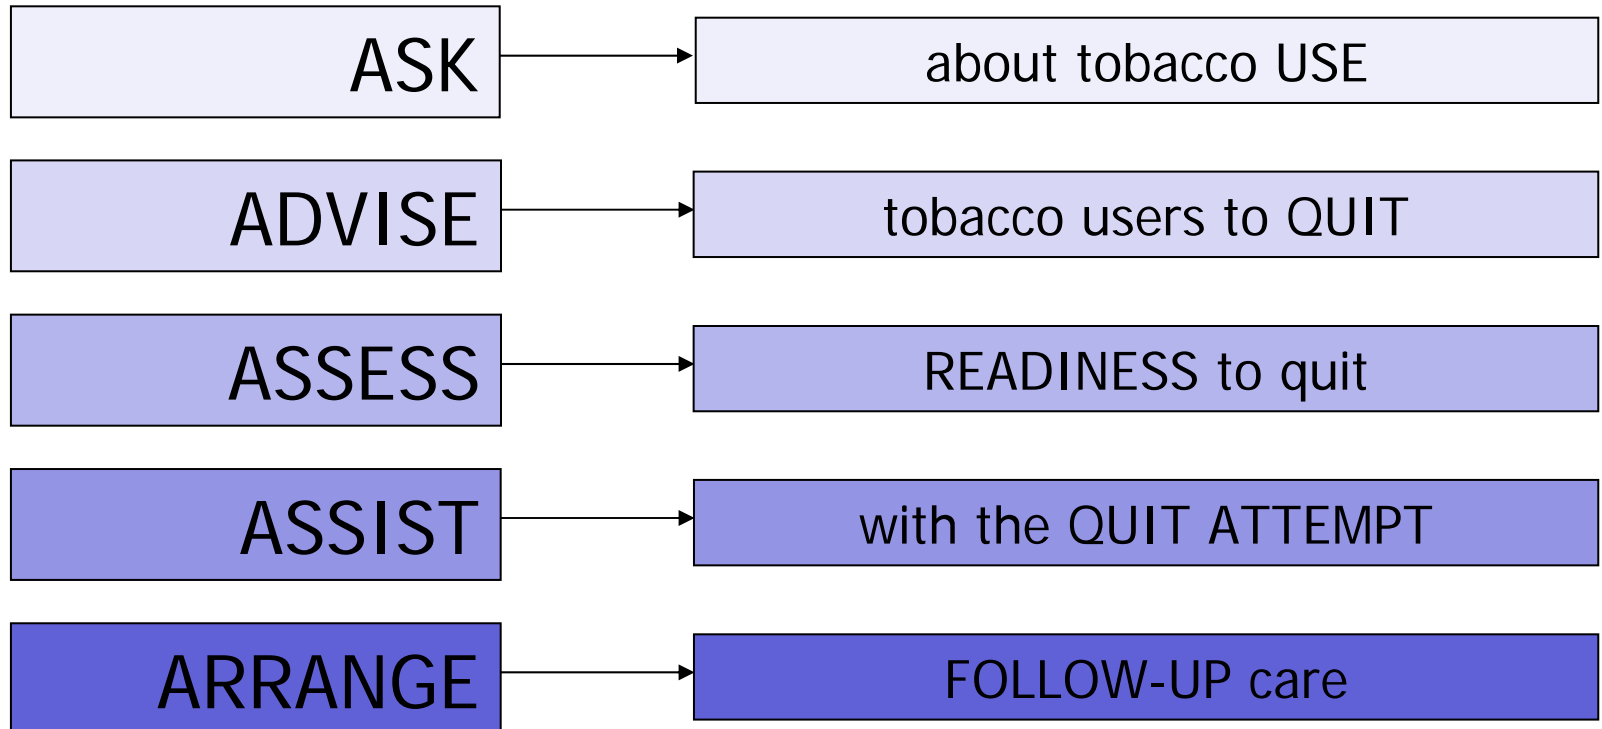 ASK
about tobacco USE
ADVISE
tobacco users to QUIT
ASSESS
READINESS to quit
ASSIST
with the QUIT ATTEMPT
ARRANGE
FOLLOW-UP care